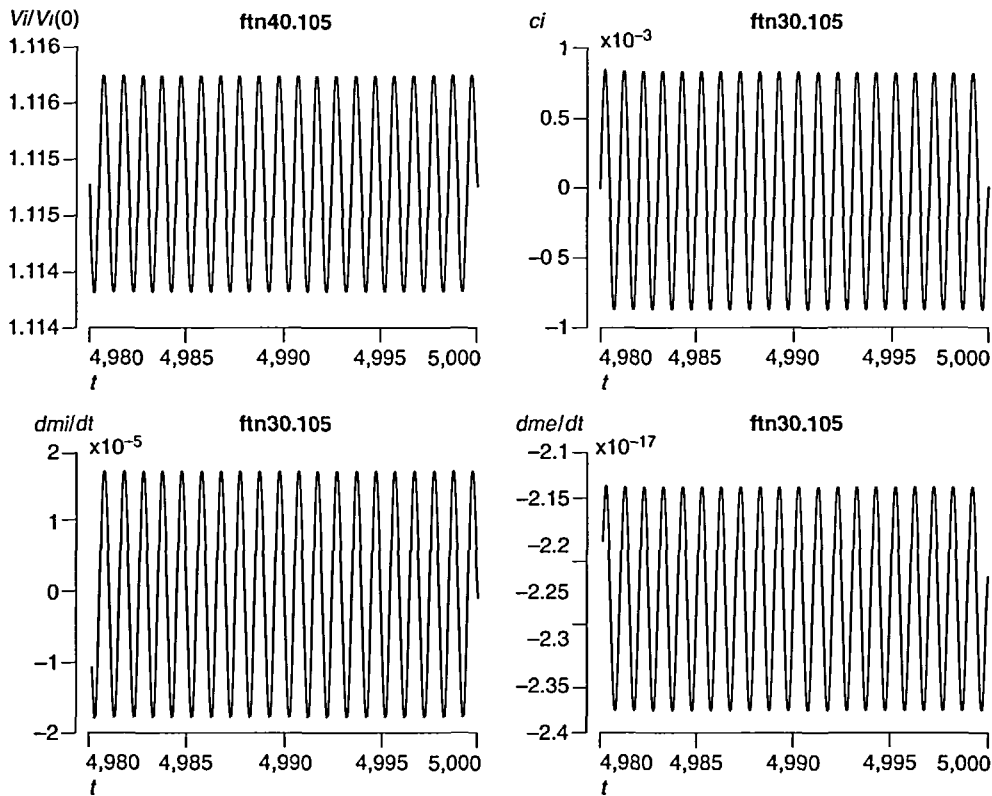 Vi/Vi(0)
ftn40.105
1.116
1.116
1.115
1.115
1.114
1.114
4,980 4,985 4,990 4,995 5,000
t
ci
ftn30.105
x10⁻³
1
0.5
0
-0 5
-1
4,980 4,985 4,990 4,995 5,000
t
dmi/dt
ftn30.105
x10⁻⁵
2
1
0
-1
-2
4,980 4,985 4,990 4,995 5,000
t
dme/dt
ftn30.105
x10⁻¹⁷
-2.1
-2.15
-2.2
-2.25
-2.3
-2.35
-2.4
4,980 4,985 4,990 4,995 5,000
t